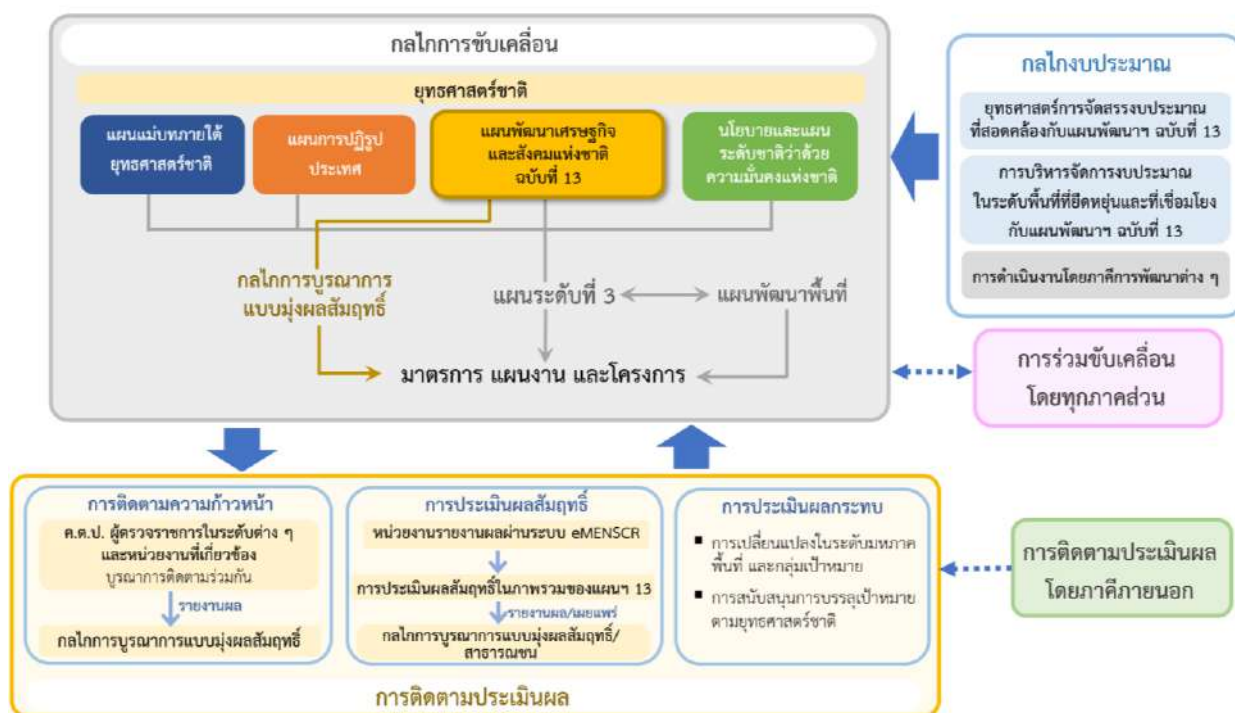 กลไกการขับเคลื่อน
ยุทธศาสตร์ชาติ
แผนแม่บทภายใต้
ยุทธศาสตร์ชาติ
แผนการปฏิรูป
ประเทศ
แผนพัฒนาเศรษฐกิจ
และสังคมแห่งชาติ
ฉบับที่ 13
นโยบายและแผน
ระดับชาติว่าด้วย
ความมั่นคงแห่งชาติ
กลไกการบูรณาการ
แบบมุ่งผลสัมฤทธิ์
แผนระดับที่ 3
แผนพัฒนาพื้นที่
มาตรการ แผนงาน และโครงการ
กลไกงบประมาณ
ยุทธศาสตร์การจัดสรรงบประมาณ
ที่สอดคล้องกับแผนพัฒนาฯ ฉบับที่ 13
การบริหารจัดการงบประมาณ
ในระดับพื้นที่ที่ยืดหยุ่นและที่เชื่อมโยง
กับแผนพัฒนาฯ ฉบับที่ 13
การดำเนินงานโดยภาคีการพัฒนาต่าง ๆ
การร่วมขับเคลื่อน
โดยทุกภาคส่วน
การติดตามความก้าวหน้า
ค.ต.ป. ผู้ตรวจราชการในระดับต่าง ๆ
และหน่วยงานที่เกี่ยวข้อง
บูรณาการติดตามร่วมกัน
รายงานผล
กลไกการบูรณาการแบบมุ่งผลสัมฤทธิ์
การประเมินผลสัมฤทธิ์
หน่วยงานรายงานผลผ่านระบบ eMENSCR
การประเมินผลสัมฤทธิ์ในภาพรวมของแผนฯ 13
รายงานผล/เผยแพร่
กลไกการบูรณาการแบบมุ่งผลสัมฤทธิ์/
สาธารณชน
การประเมินผลกระทบ
▪ การเปลี่ยนแปลงในระดับมหภาค
พื้นที่ และกลุ่มเป้าหมาย
▪ การสนับสนุนการบรรลุเป้าหมาย
ตามยุทธศาสตร์ชาติ
การติดตามประเมินผล
โดยภาคีภายนอก
การติดตามประเมินผล